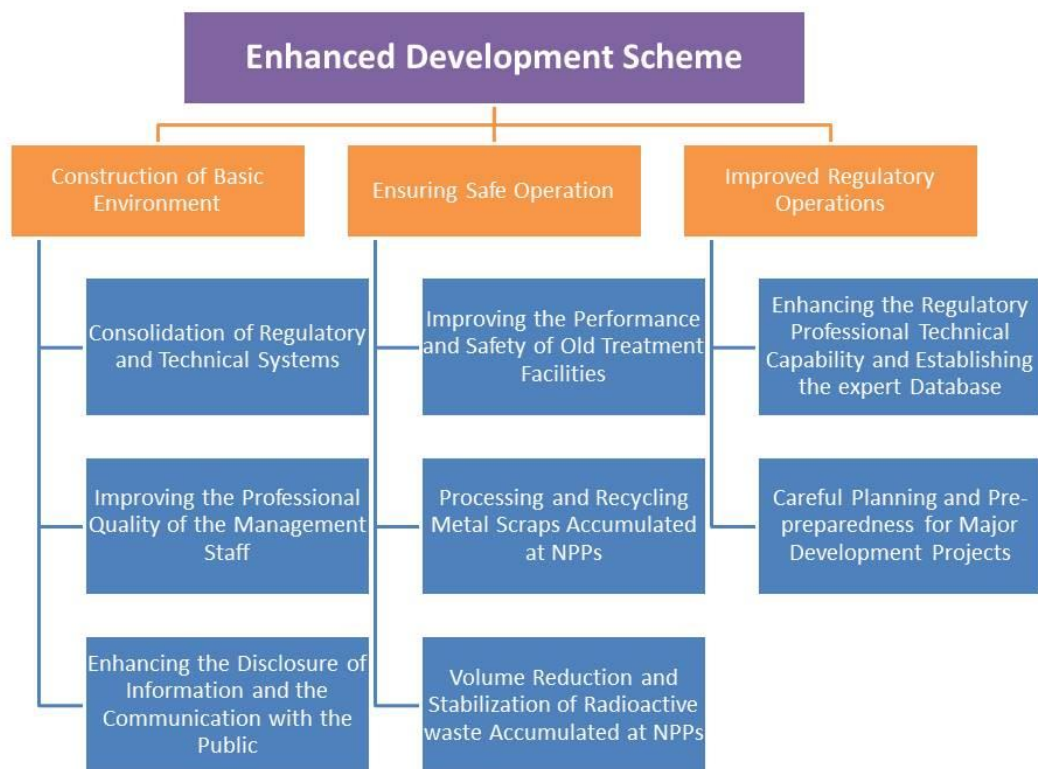 Enhanced Development Scheme
Construction of Basic
Environment
Ensuring Safe Operation
Improved Regulatory
Operations
Consolidation of Regulatory
and Technical Systems
Improving the Professional
Quality of the Management
Staff
Enhancing the Disclosure of
Information and the
Communication with the
Public
Improving the Performance
and Safety of Old Treatment
Facilities
Processing and Recycling
Metal Scraps Accumulated
at NPPs
Volume Reduction and
Stabilization of Radioactive
waste Accumulated at NPPs
Enhancing the Regulatory
Professional Technical
Capability and Establishing
the expert Database
Careful Planning and Pre-
preparedness for Major
Development Projects